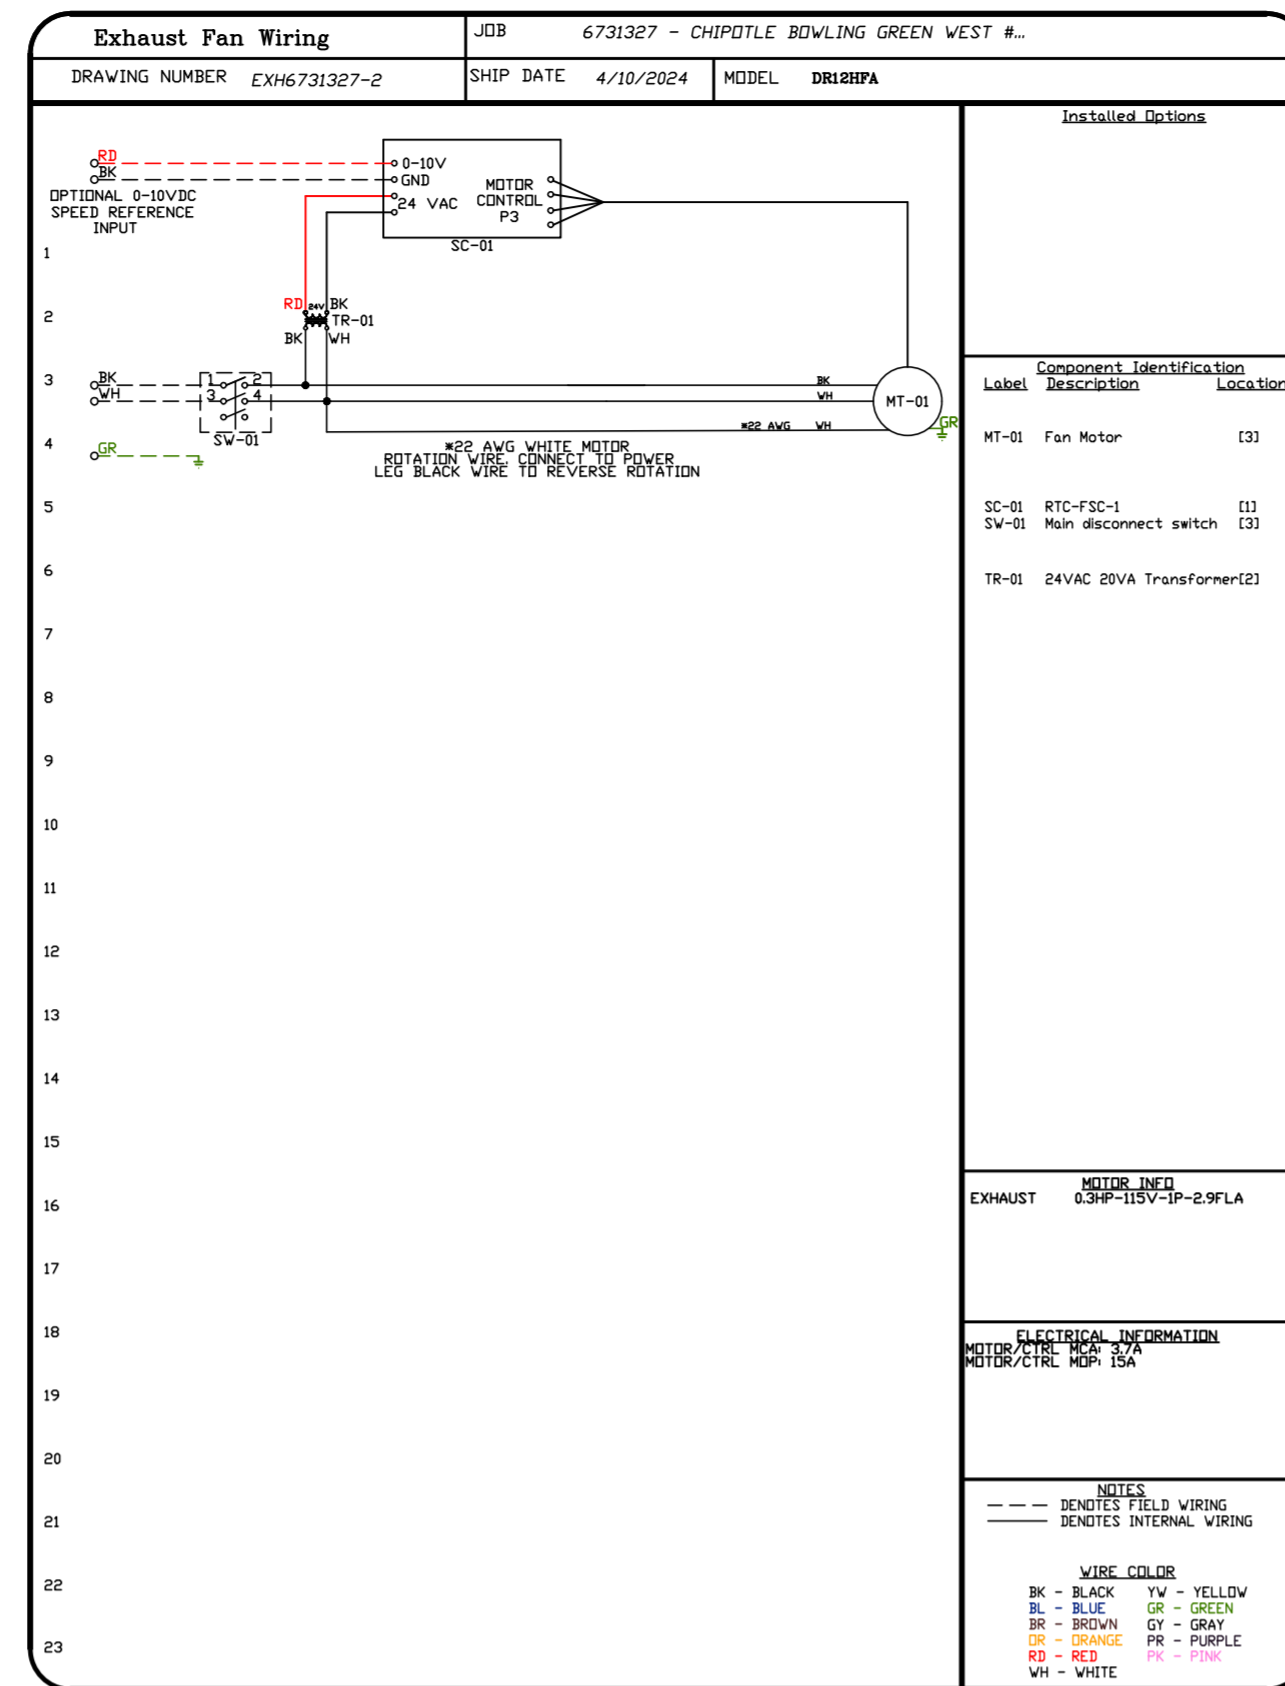 Exhaust Fan Wiring
JOB 6731327 - CHIPOTLE BOWLING GREEN WEST #...
DRAWING NUMBER EXH6731327-2
SHIP DATE 4/10/2024
MODEL DR12HFA
RD
BK
OPTIONAL 0-10VDC
SPEED REFERENCE
INPUT
0-10V
GND
24 VAC
MOTOR
CONTROL
P3
SC-01
RD 24V BK
TR-01
BK WH
BK
WH
1 2
3 4
SW-01
GR
BK
WH
*22 AWG WH
MT-01
GR
*22 AWG WHITE MOTOR
ROTATION WIRE. CONNECT TO POWER
LEG BLACK WIRE TO REVERSE ROTATION
1
2
3
4
5
6
7
8
9
10
11
12
13
14
15
16
17
18
19
20
21
22
23
Installed Options
Component Identification
Label Description Location
MT-01 Fan Motor [3]
SC-01 RTC-FSC-1 [1]
SW-01 Main disconnect switch [3]
TR-01 24VAC 20VA Transformer[2]
MOTOR INFO
EXHAUST 0.3HP-115V-1P-2.9FLA
ELECTRICAL INFORMATION
MOTOR/CTRL MCA: 3.7A
MOTOR/CTRL MOP: 15A
NOTES
DENOTES FIELD WIRING
DENOTES INTERNAL WIRING
WIRE COLOR
BK - BLACK YW - YELLOW
BL - BLUE GR - GREEN
BR - BROWN GY - GRAY
OR - ORANGE PR - PURPLE
RD - RED PK - PINK
WH - WHITE